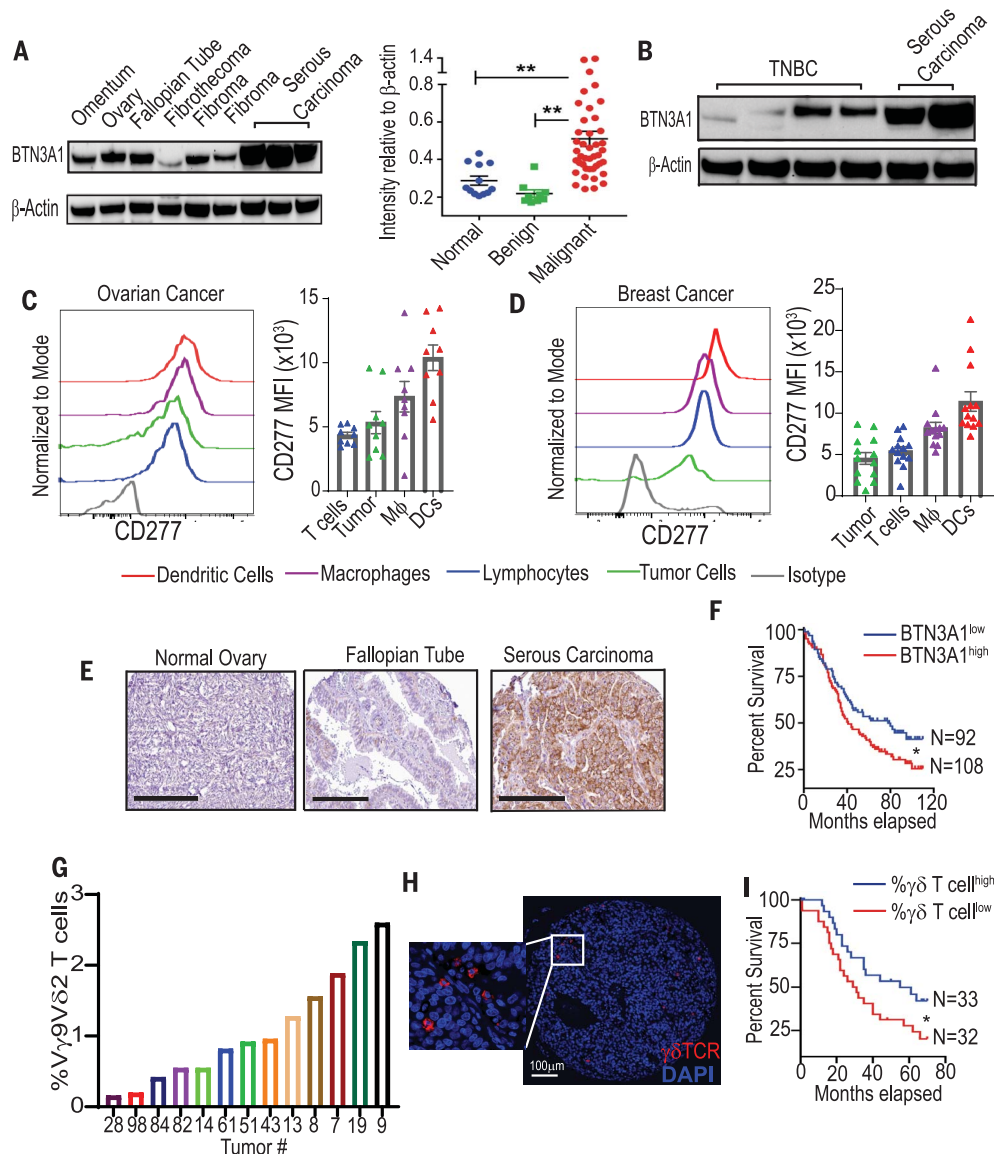 A
Omentum
Ovary
Fallopian Tube
Fibrothecoma
Fibroma
Fibroma
Serous
Carcinoma
BTN3A1
β-Actin
Intensity relative to β-actin
1.4
1.0
0.6
0.4
0.2
**
**
Normal
Benign
Malignant
B
TNBC
Serous
Carcinoma
BTN3A1
β-Actin
C
Ovarian Cancer
Normalized to Mode
CD277
CD277 MFI (x10³)
15
10
5
0
T cells
Tumor
Mϕ
DCs
D
Breast Cancer
Normalized to Mode
CD277
CD277 MFI (x10³)
25
20
15
10
5
0
Tumor
T cells
Mϕ
DCs
Dendritic Cells
Macrophages
Lymphocytes
Tumor Cells
Isotype
E
Normal Ovary
Fallopian Tube
Serous Carcinoma
F
BTN3A1low
BTN3A1high
Percent Survival
100
75
50
25
N=92
*
N=108
0 40 80 120
Months elapsed
G
%Vγ9Vδ2 T cells
3
2
1
0
28 98 84 82 14 61 51 43 13 8 7 19 9
Tumor #
H
100µm
γδTCR
DAPI
I
%γδ T cellhigh
%γδ T celllow
Percent Survival
100
75
50
25
N=33
*
N=32
0 20 40 60 80
Months elapsed